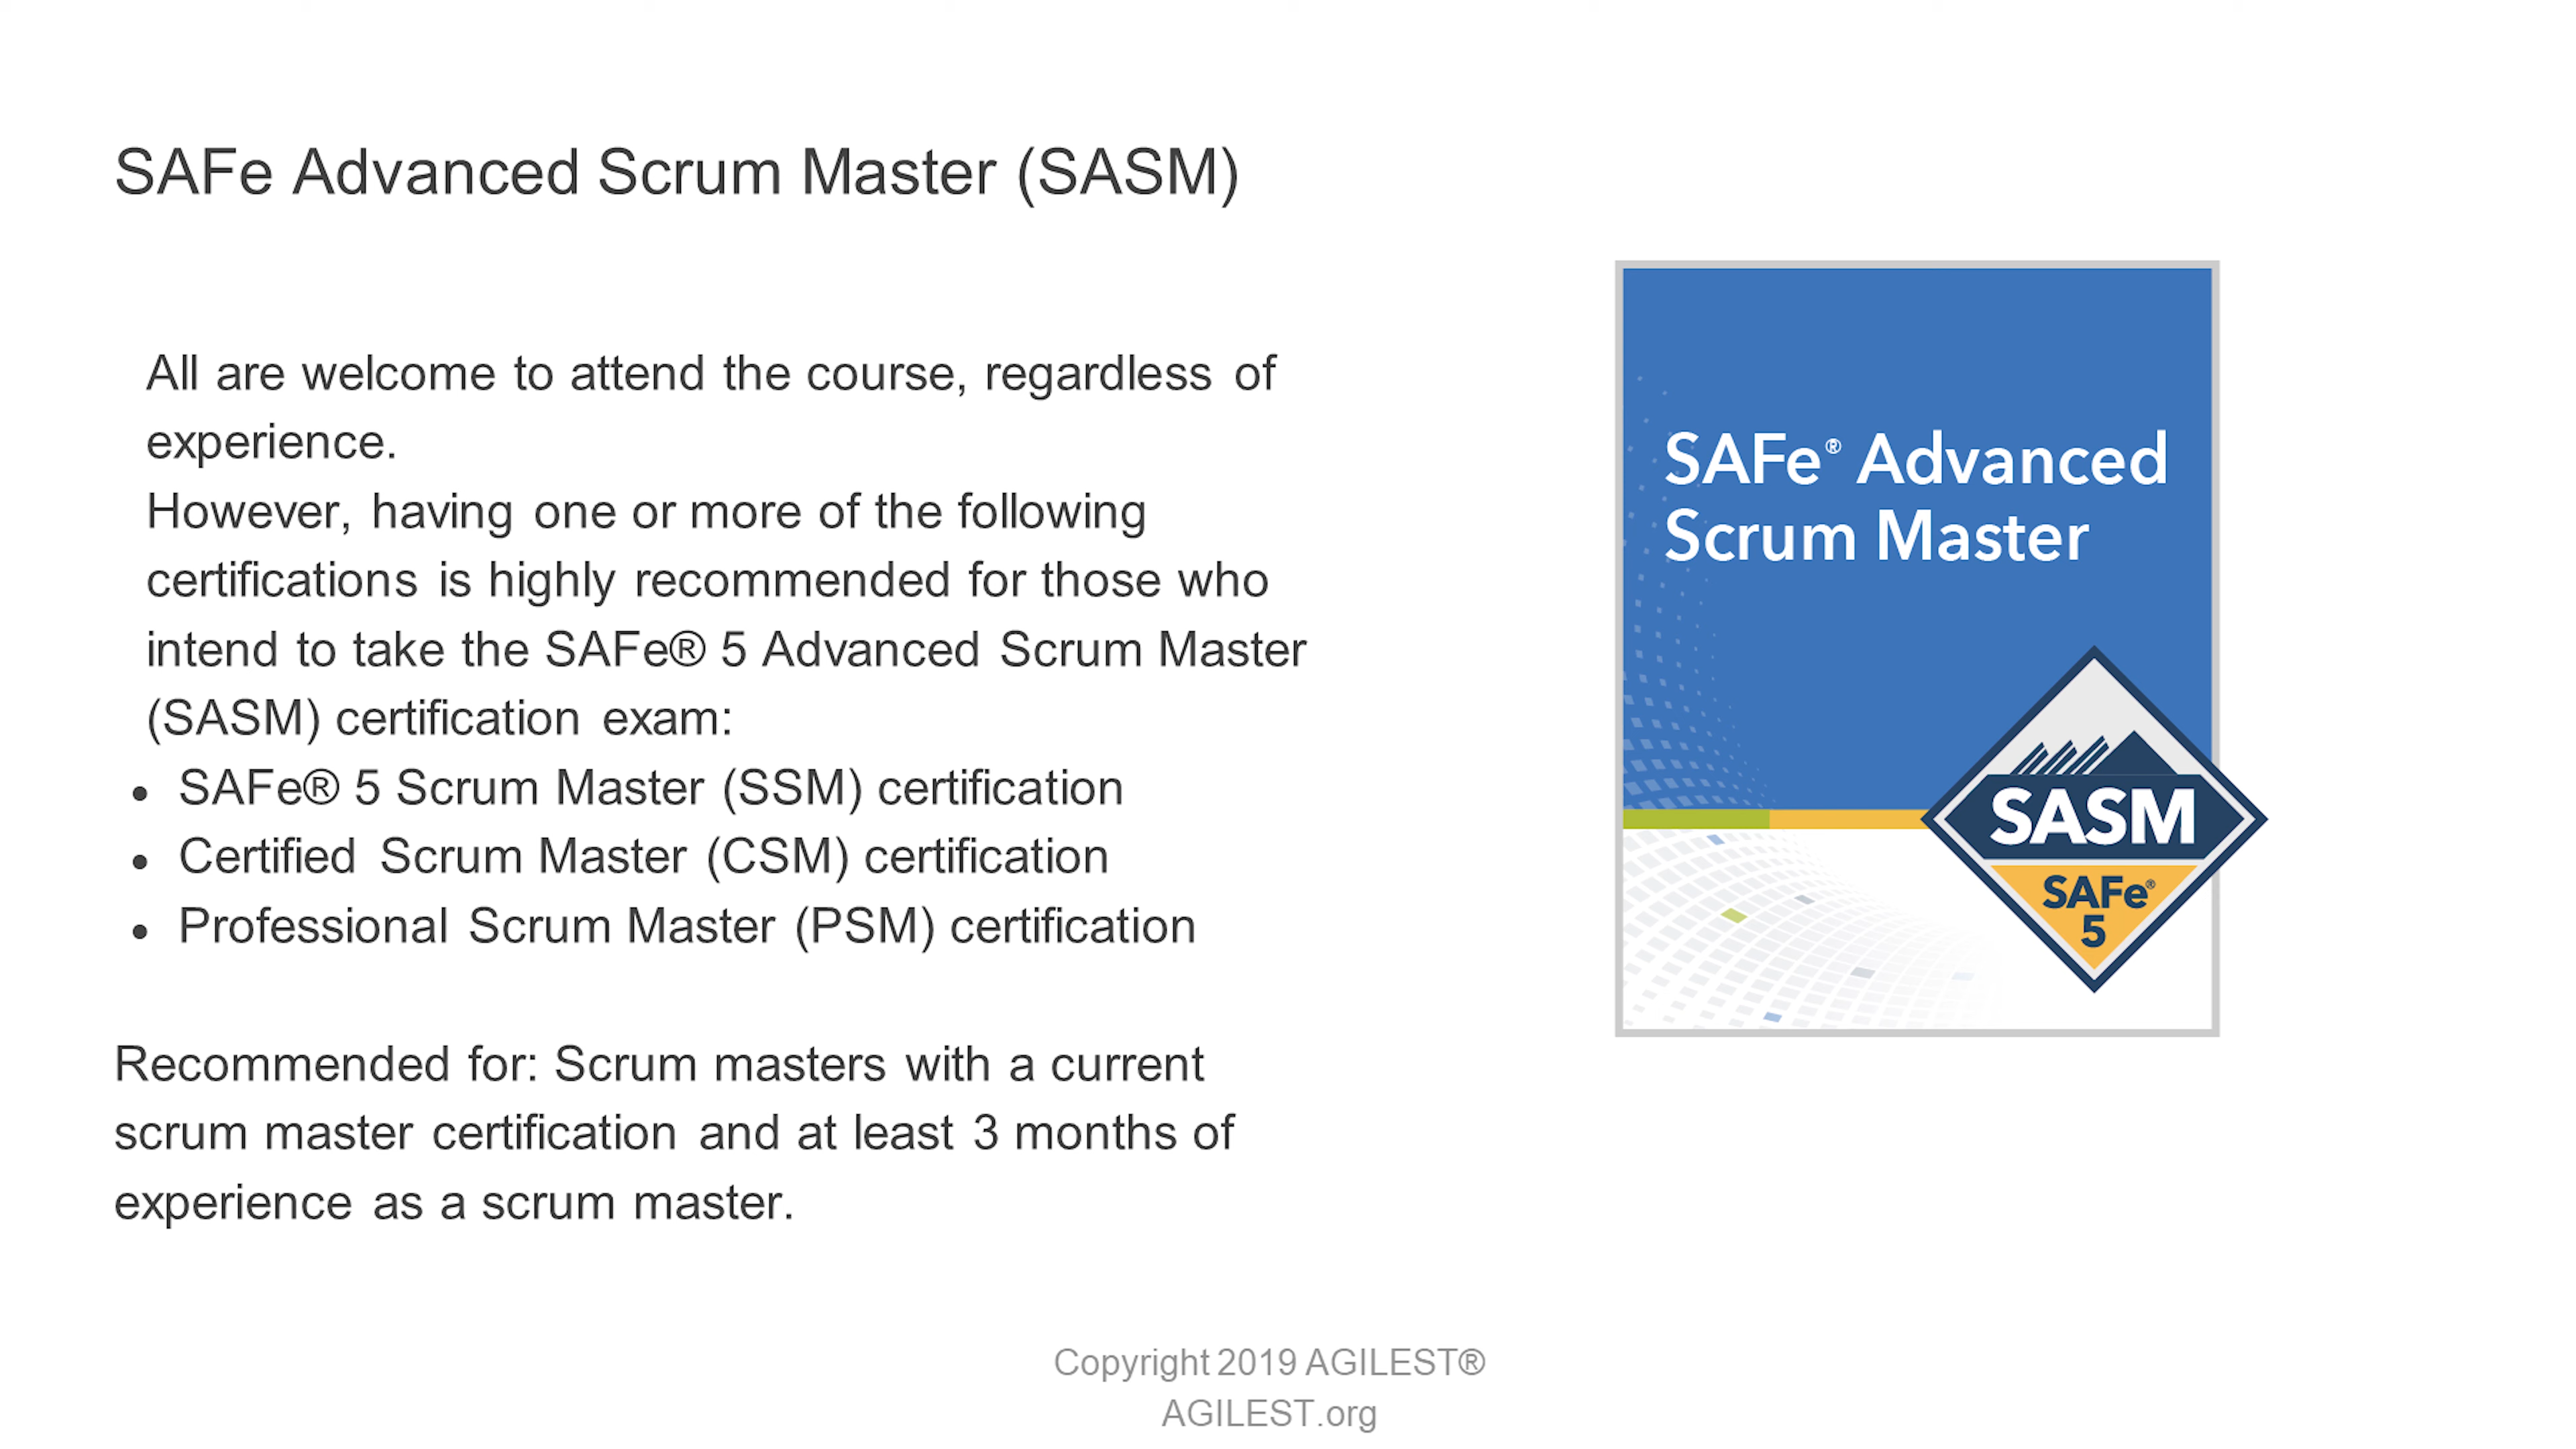 SAFe Advanced Scrum Master (SASM)
All are welcome to attend the course, regardless of
experience.
However, having one or more of the following
certifications is highly recommended for those who
intend to take the SAFe® 5 Advanced Scrum Master
(SASM) certification exam:
• SAFe® 5 Scrum Master (SSM) certification
• Certified Scrum Master (CSM) certification
• Professional Scrum Master (PSM) certification
Recommended for: Scrum masters with a current
scrum master certification and at least 3 months of
experience as a scrum master.
SAFe® Advanced
Scrum Master
SASM
SAFe®
5
Copyright 2019 AGILEST®
AGILEST.org